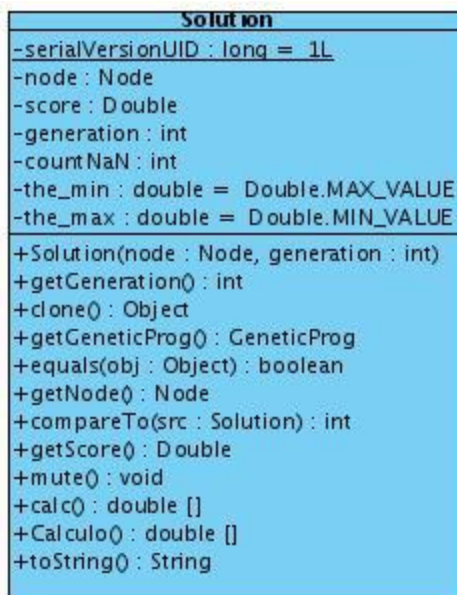 Solution
-serialVersionUID : long = 1L
-node : Node
-score : Double
-generation : int
-countNaN : int
-the_min : double = Double.MAX_VALUE
-the_max : double = Double.MIN_VALUE
+Solution(node : Node, generation : int)
+getGeneration() : int
+clone() : Object
+getGeneticProg() : GeneticProg
+equals(obj : Object) : boolean
+getNode() : Node
+compareTo(src : Solution) : int
+getScore() : Double
+mute() : void
+calc() : double []
+Calculo() : double []
+toString() : String